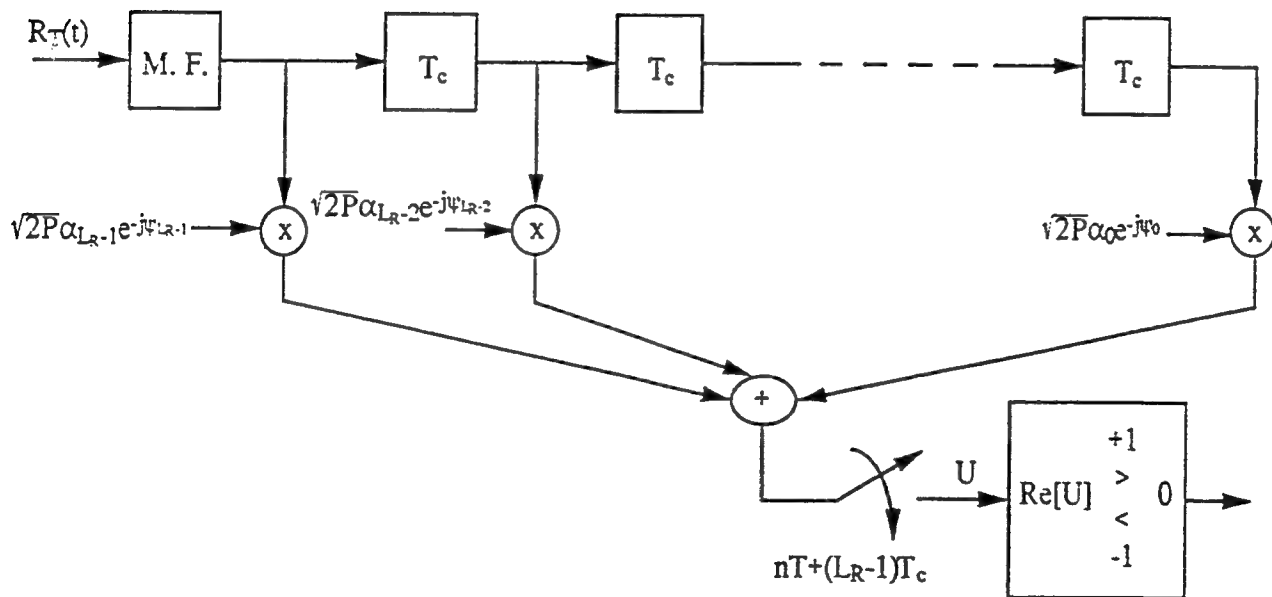 R_T(t)
M. F.
T_c
T_c
T_c
√2Pα_{L_R-1}e^{-jψ_{L_R-1}}
x
√2Pα_{L_R-2}e^{-jψ_{L_R-2}}
x
√2Pα_0e^{-jψ_0}
x
+
U
nT+(L_R-1)T_c
Re[U]
+1
>
<
-1
0